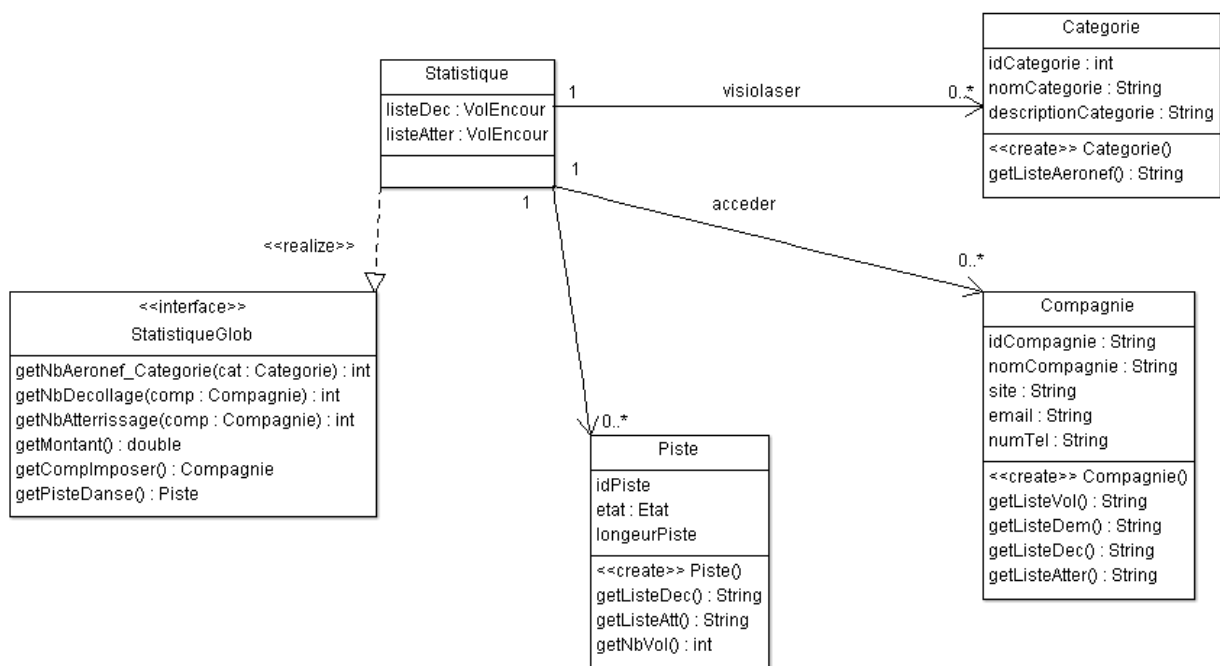 Statistique
listeDec : VolEncour
listeAtter : VolEncour
1
visiolaser
0..*
Categorie
idCategorie : int
nomCategorie : String
descriptionCategorie : String
<<create>> Categorie()
getListeAeronef() : String
1
acceder
0..*
1
0..*
<<realize>>
<<interface>>
StatistiqueGlob
getNbAeronef_Categorie(cat : Categorie) : int
getNbDecollage(comp : Compagnie) : int
getNbAtterrissage(comp : Compagnie) : int
getMontant() : double
getCompImposer() : Compagnie
getPisteDanse() : Piste
Piste
idPiste
etat : Etat
longeurPiste
<<create>> Piste()
getListeDec() : String
getListeAtt() : String
getNbVol() : int
Compagnie
idCompagnie : String
nomCompagnie : String
site : String
email : String
numTel : String
<<create>> Compagnie()
getListeVol() : String
getListeDem() : String
getListeDec() : String
getListeAtter() : String